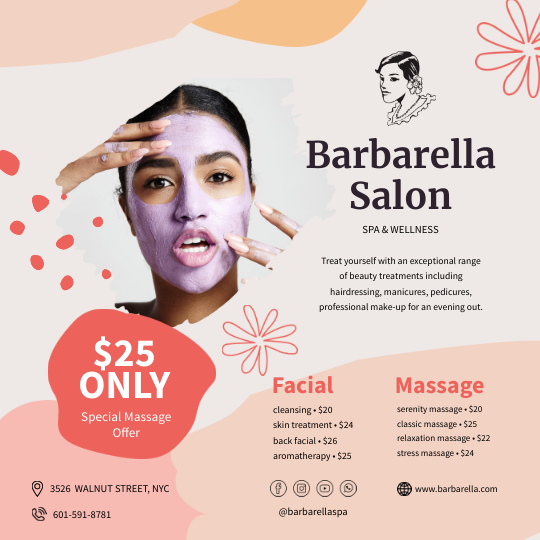 Barbarella
Salon
SPA & WELLNESS
Treat yourself with an exceptional range
of beauty treatments including
hairdressing, manicures, pedicures,
professional make-up for an evening out.
$25
ONLY
Special Massage
Offer
Facial
cleansing • $20
skin treatment • $24
back facial • $26
aromatherapy • $25
Massage
serenity massage • $20
classic massage • $25
relaxation massage • $22
stress massage • $24
3526 WALNUT STREET, NYC
601-591-8781
@barbarellaspa
www.barbarella.com